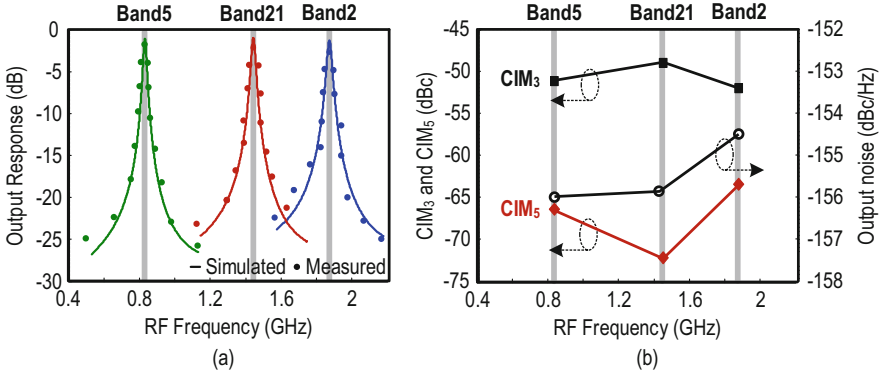 Band5 Band21 Band2
0
-5
-10
-15
-20
-25
-30
Output Response (dB)
Simulated Measured
0.4 0.8 1.2 1.6 2
RF Frequency (GHz)
(a)
Band5 Band21 Band2
-45
-50
-55
-60
-65
-70
-75
CIM3 and CIM5 (dBc)
CIM3
CIM5
-152
-153
-154
-155
-156
-157
-158
Output noise (dBc/Hz)
0.4 0.8 1.2 1.6 2
RF Frequency (GHz)
(b)